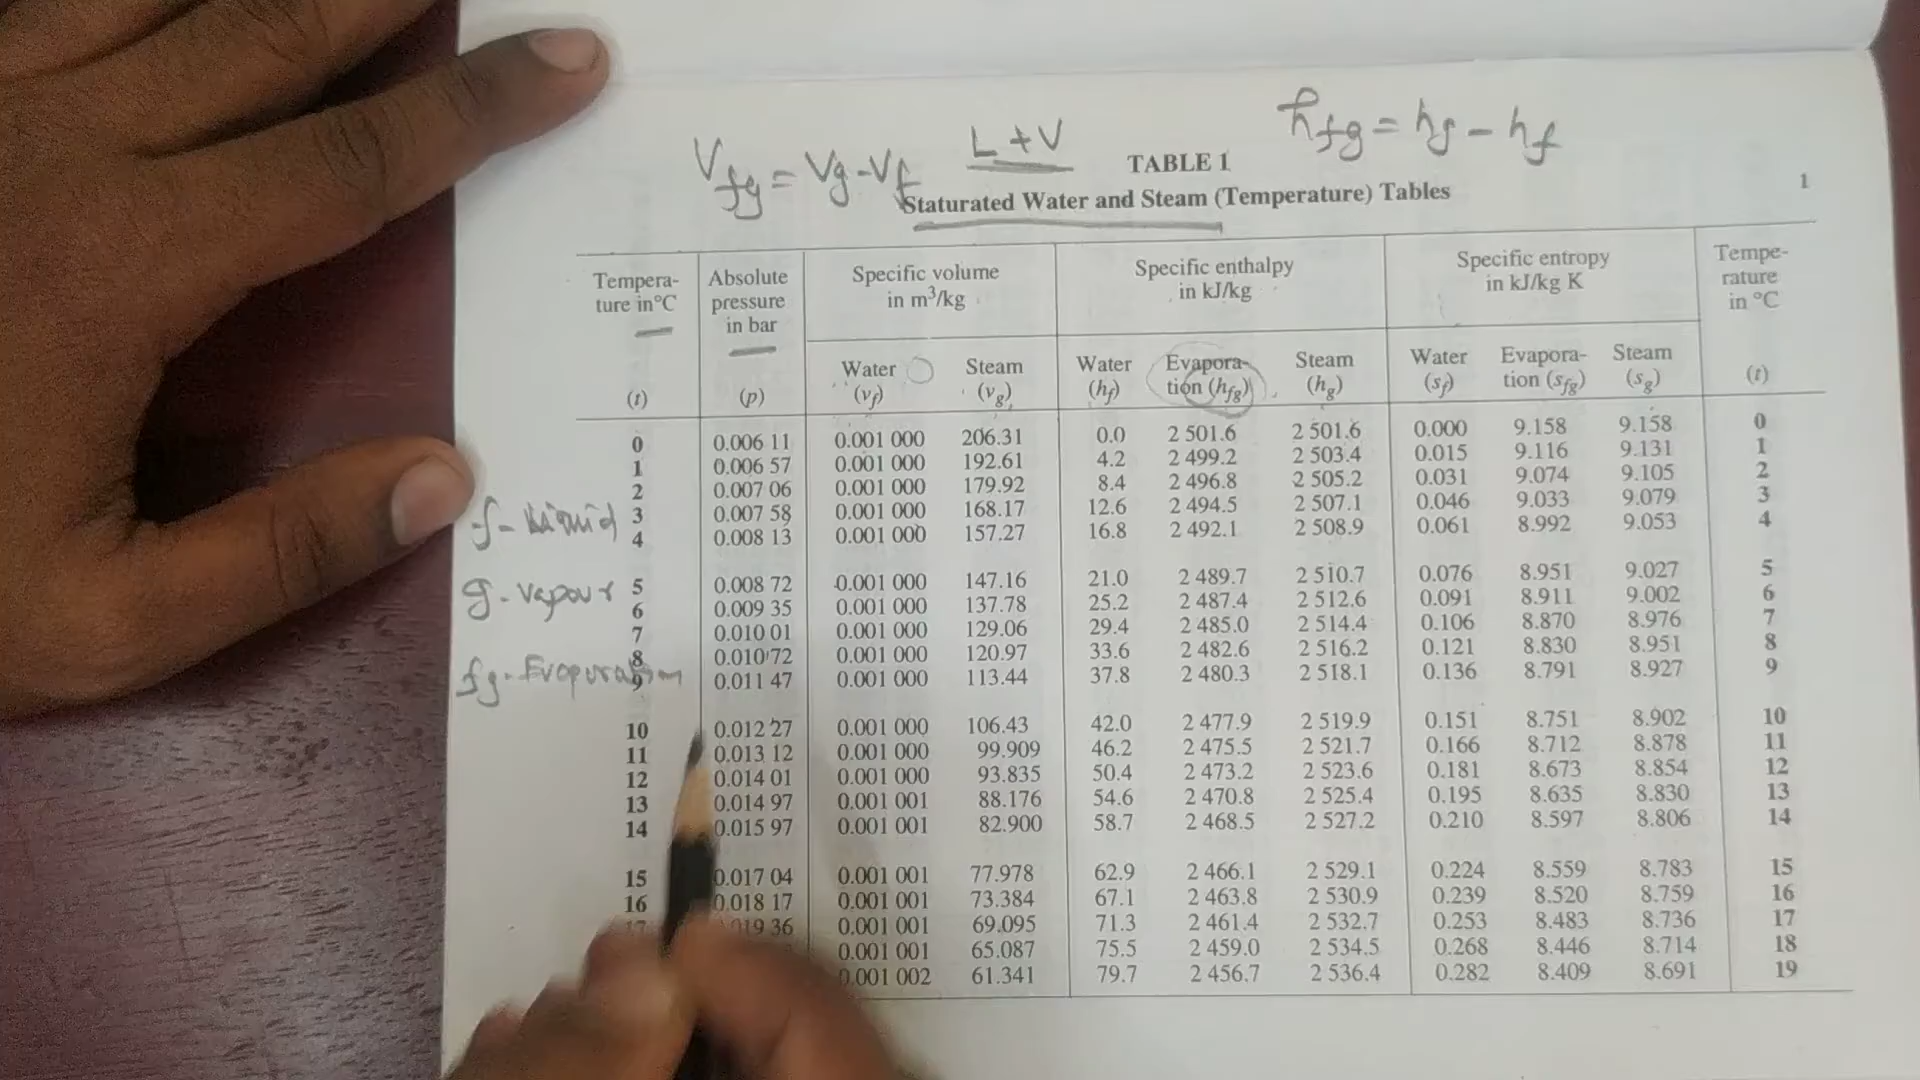 Vfg = Vg - Vf
L + V
hfg = hg - hf
TABLE 1
1
Staturated Water and Steam (Temperature) Tables
Tempera- Absolute Specific volume Specific enthalpy Specific entropy Tempe-
ture in°C pressure in m³/kg in kJ/kg in kJ/kg K rature
in bar in °C
Water Steam Water Evapora- Steam Water Evapora- Steam
(t) (p) (vf) (vg) (hf) tion (hfg) (hg) (sf) tion (sfg) (sg) (t)
0 0.006 11 0.001 000 206.31 0.0 2 501.6 2 501.6 0.000 9.158 9.158 0
1 0.006 57 0.001 000 192.61 4.2 2 499.2 2 503.4 0.015 9.116 9.131 1
2 0.007 06 0.001 000 179.92 8.4 2 496.8 2 505.2 0.031 9.074 9.105 2
3 0.007 58 0.001 000 168.17 12.6 2 494.5 2 507.1 0.046 9.033 9.079 3
f - Liquid
4 0.008 13 0.001 000 157.27 16.8 2 492.1 2 508.9 0.061 8.992 9.053 4
5 0.008 72 0.001 000 147.16 21.0 2 489.7 2 510.7 0.076 8.951 9.027 5
g - Vapour
6 0.009 35 0.001 000 137.78 25.2 2 487.4 2 512.6 0.091 8.911 9.002 6
7 0.010 01 0.001 000 129.06 29.4 2 485.0 2 514.4 0.106 8.870 8.976 7
8 0.010 72 0.001 000 120.97 33.6 2 482.6 2 516.2 0.121 8.830 8.951 8
fg - Evaporation
9 0.011 47 0.001 000 113.44 37.8 2 480.3 2 518.1 0.136 8.791 8.927 9
10 0.012 27 0.001 000 106.43 42.0 2 477.9 2 519.9 0.151 8.751 8.902 10
11 0.013 12 0.001 000 99.909 46.2 2 475.5 2 521.7 0.166 8.712 8.878 11
12 0.014 01 0.001 000 93.835 50.4 2 473.2 2 523.6 0.181 8.673 8.854 12
13 0.014 97 0.001 001 88.176 54.6 2 470.8 2 525.4 0.195 8.635 8.830 13
14 0.015 97 0.001 001 82.900 58.7 2 468.5 2 527.2 0.210 8.597 8.806 14
15 0.017 04 0.001 001 77.978 62.9 2 466.1 2 529.1 0.224 8.559 8.783 15
16 0.018 17 0.001 001 73.384 67.1 2 463.8 2 530.9 0.239 8.520 8.759 16
17 019 36 0.001 001 69.095 71.3 2 461.4 2 532.7 0.253 8.483 8.736 17
0.001 001 65.087 75.5 2 459.0 2 534.5 0.268 8.446 8.714 18
0.001 002 61.341 79.7 2 456.7 2 536.4 0.282 8.409 8.691 19